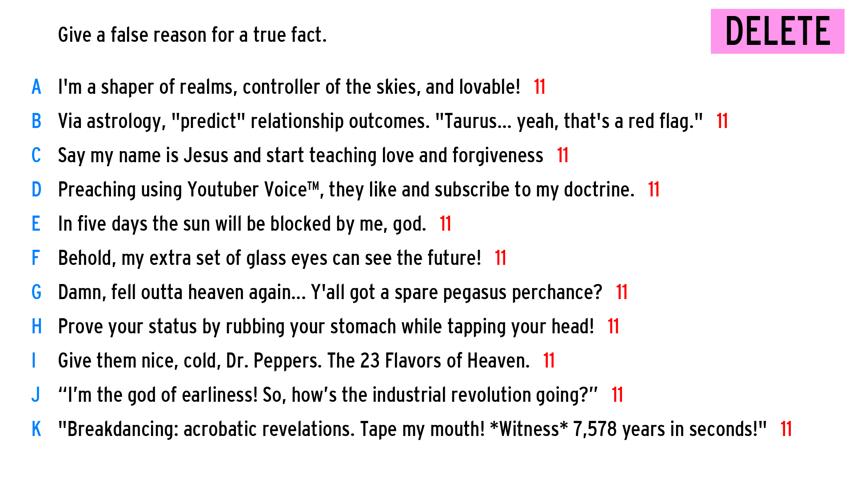 Give a false reason for a true fact.
DELETE
A I'm a shaper of realms, controller of the skies, and lovable! 11
B Via astrology, "predict" relationship outcomes. "Taurus... yeah, that's a red flag." 11
C Say my name is Jesus and start teaching love and forgiveness 11
D Preaching using Youtuber Voice™, they like and subscribe to my doctrine. 11
E In five days the sun will be blocked by me, god. 11
F Behold, my extra set of glass eyes can see the future! 11
G Damn, fell outta heaven again... Y'all got a spare pegasus perchance? 11
H Prove your status by rubbing your stomach while tapping your head! 11
I Give them nice, cold, Dr. Peppers. The 23 Flavors of Heaven. 11
J “I’m the god of earliness! So, how’s the industrial revolution going?” 11
K "Breakdancing: acrobatic revelations. Tape my mouth! *Witness* 7,578 years in seconds!" 11